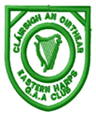 CLÁIRSIGH AN OIRTHEAR
EASTERN HARPS
G.A.A CLUB